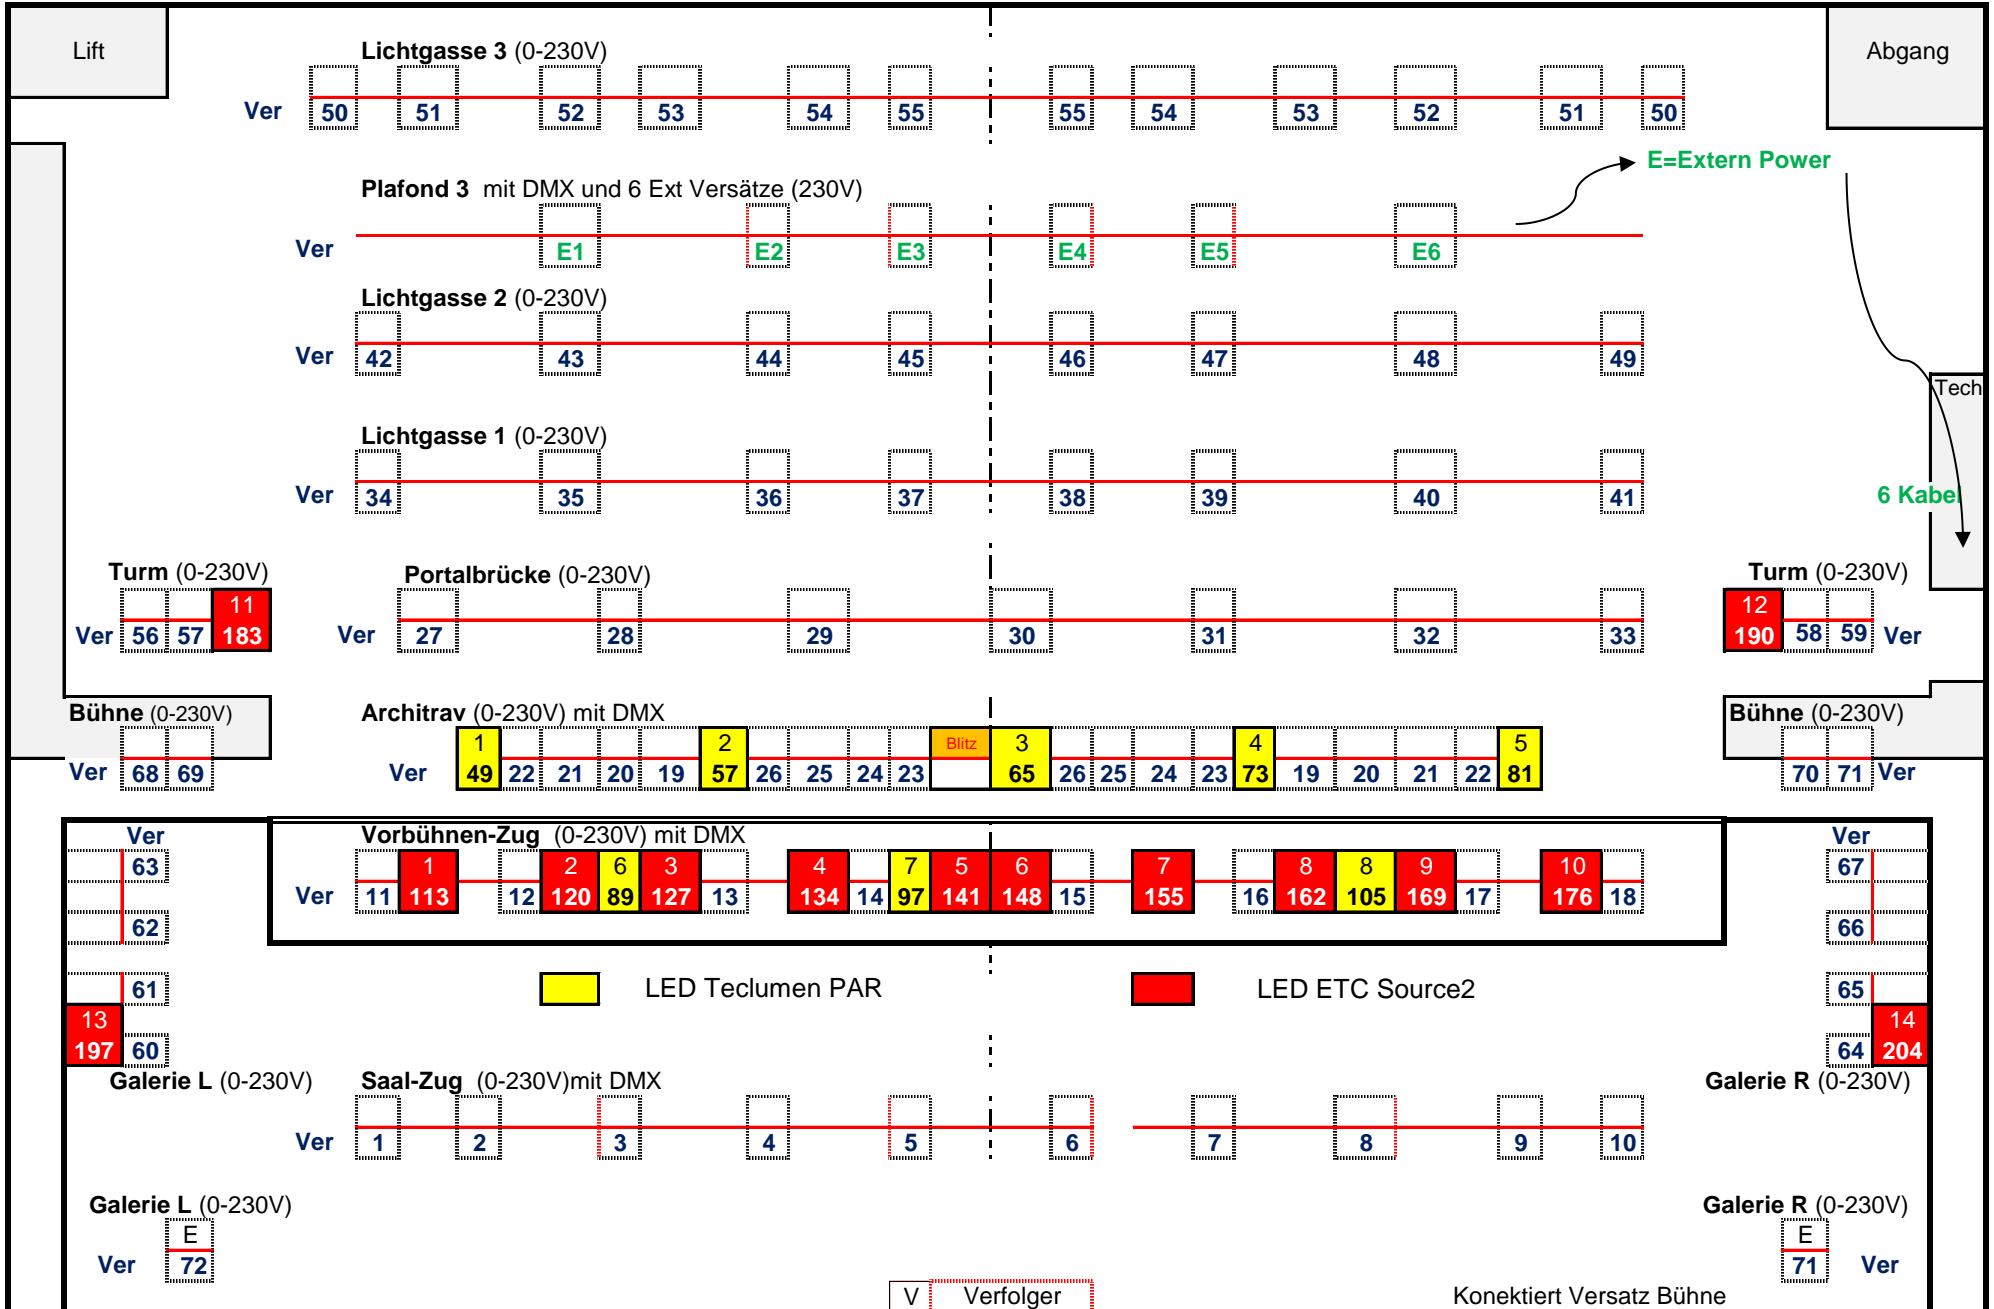 Lift
Lichtgasse 3 (0-230V)
Abgang
Ver 50 51 52 53 54 55 55 54 53 52 51 50
E=Extern Power
Plafond 3 mit DMX und 6 Ext Versätze (230V)
Ver E1 E2 E3 E4 E5 E6
Lichtgasse 2 (0-230V)
Ver 42 43 44 45 46 47 48 49
Tech
Lichtgasse 1 (0-230V)
Ver 34 35 36 37 38 39 40 41
6 Kabel
Turm (0-230V) Portalbrücke (0-230V) Turm (0-230V)
11 12
Ver 56 57 183 Ver 27 28 29 30 31 32 33 190 58 59 Ver
Bühne (0-230V) Architrav (0-230V) mit DMX Bühne (0-230V)
1 2 Blitz 3 4 5
Ver 68 69 Ver 49 22 21 20 19 57 26 25 24 23 65 26 25 24 23 73 19 20 21 22 81 70 71 Ver
Ver Vorbühnen-Zug (0-230V) mit DMX Ver
63 1 2 6 3 4 7 5 6 7 8 8 9 10 67
Ver 11 113 12 120 89 127 13 134 14 97 141 148 15 155 16 162 105 169 17 176 18
62 66
61 LED Teclumen PAR LED ETC Source2 65
13 14
197 60 64 204
Galerie L (0-230V) Saal-Zug (0-230V)mit DMX Galerie R (0-230V)
Ver 1 2 3 4 5 6 7 8 9 10
Galerie L (0-230V) Galerie R (0-230V)
E E
Ver 72 71 Ver
V Verfolger Konektiert Versatz Bühne